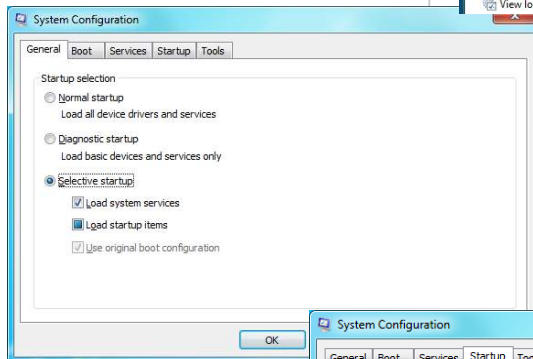 View lo
System Configuration
General Boot Services Startup Tools
Startup selection
Normal startup
Load all device drivers and services
Diagnostic startup
Load basic devices and services only
Selective startup
Load system services
Load startup items
Use original boot configuration
OK
System Configuration
General Boot Services Startup Too